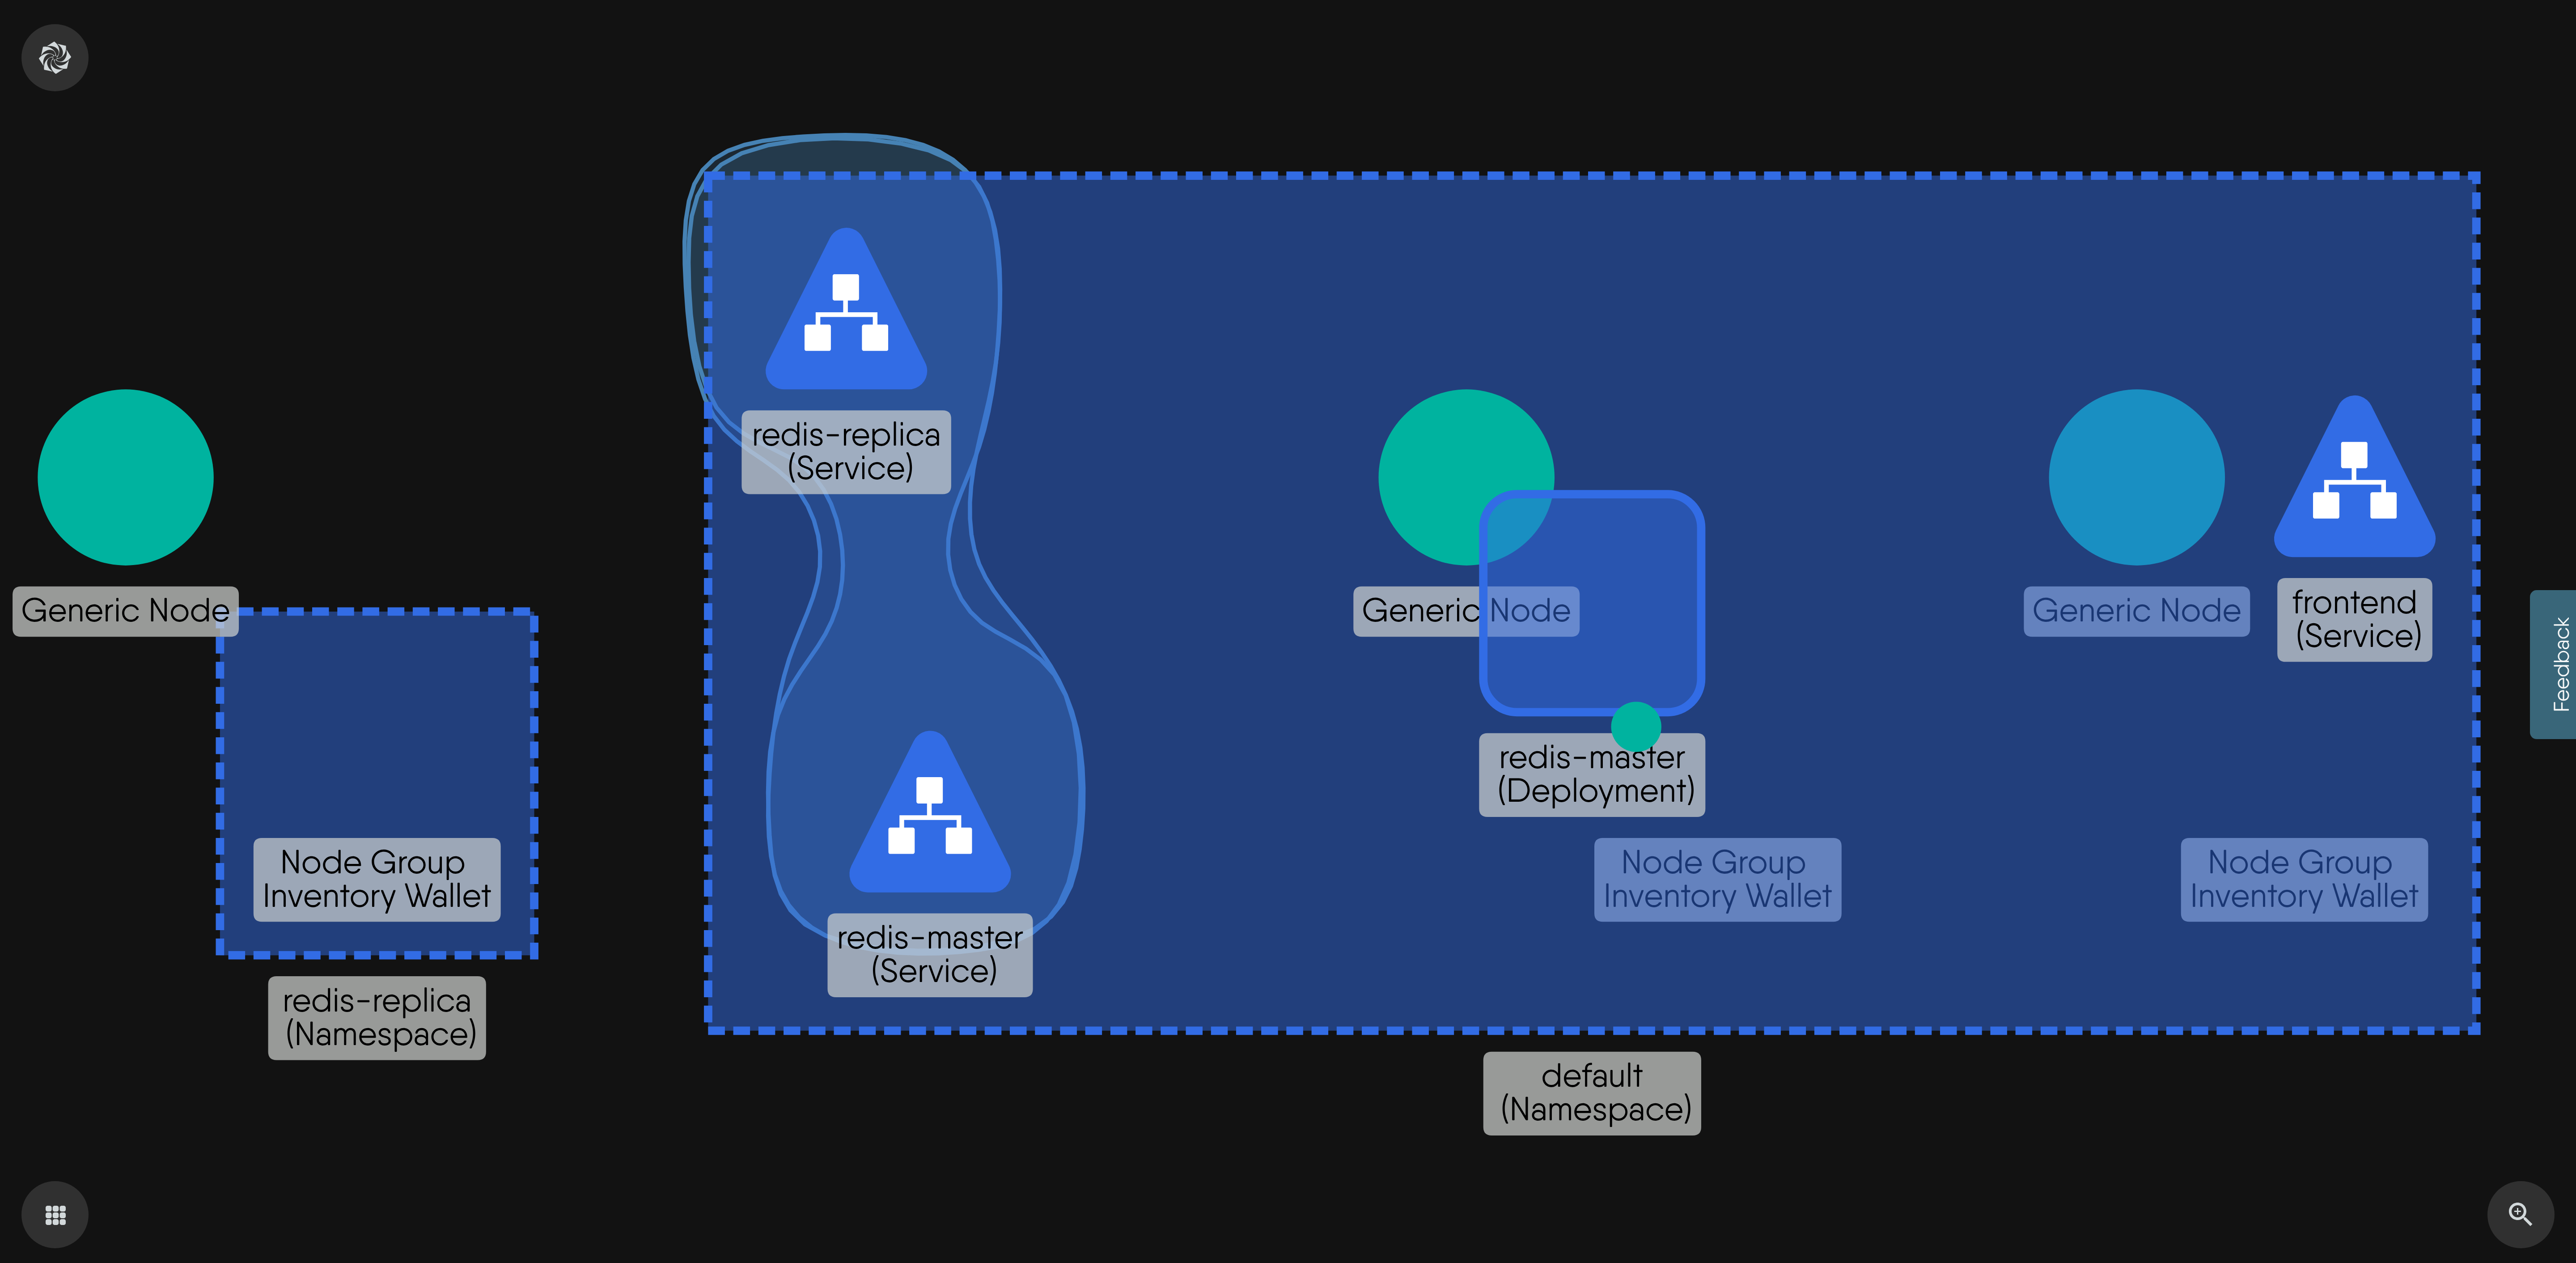 Generic Node
Node Group
Inventory Wallet
redis-replica
(Namespace)
redis-replica
(Service)
redis-master
(Service)
Generic Node
redis-master
(Deployment)
Node Group
Inventory Wallet
Generic Node
frontend
(Service)
Node Group
Inventory Wallet
default
(Namespace)
Feedback